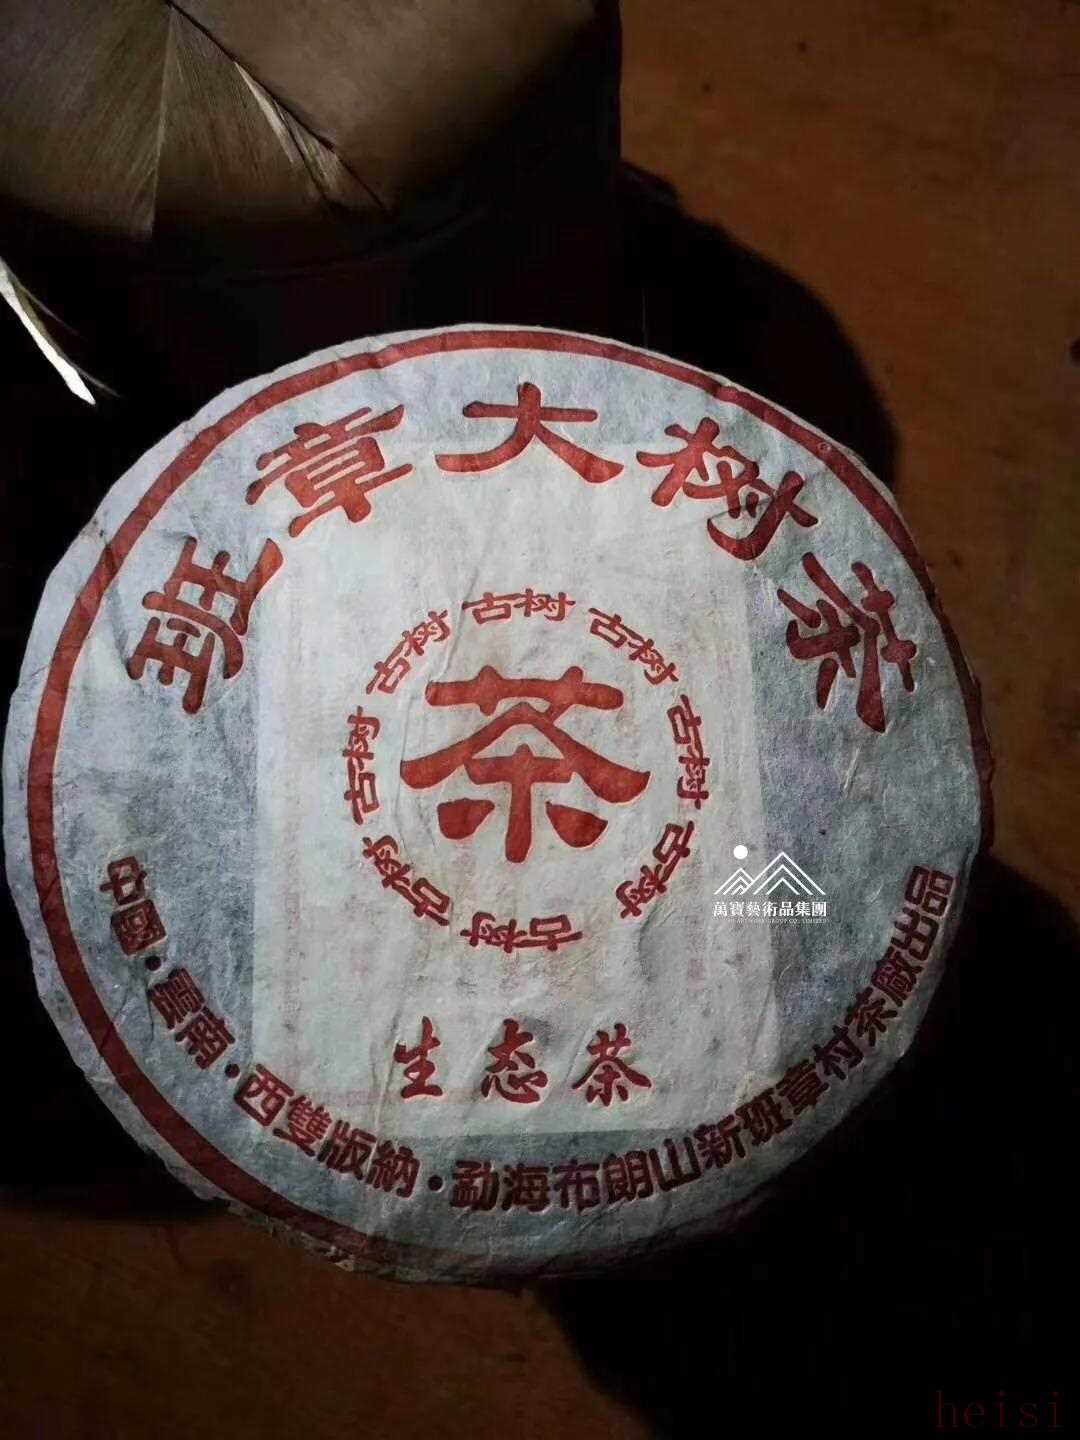 班章大树茶
古树 古树 古树 古树 古树 古树 古树 古树
茶
生态茶
中國·雲南·西雙版納·勐海布朗山新班章村茶廠出品
萬寶藝術品集團
heisi